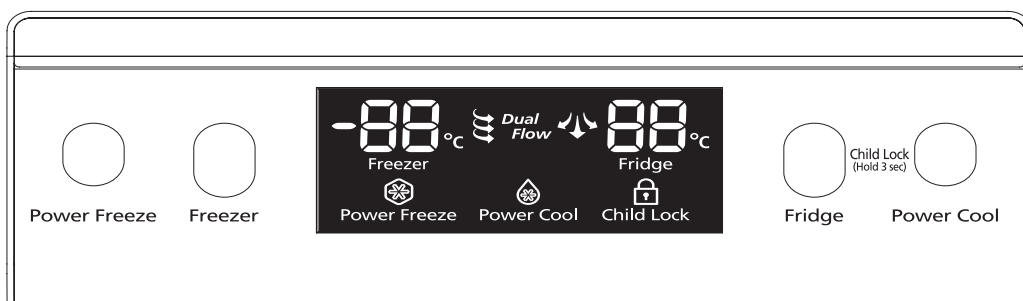 -88°C Dual Flow 88°C
Freezer Fridge
Power Freeze Power Cool Child Lock
Child Lock
(Hold 3 sec)
Power Freeze Freezer Fridge Power Cool